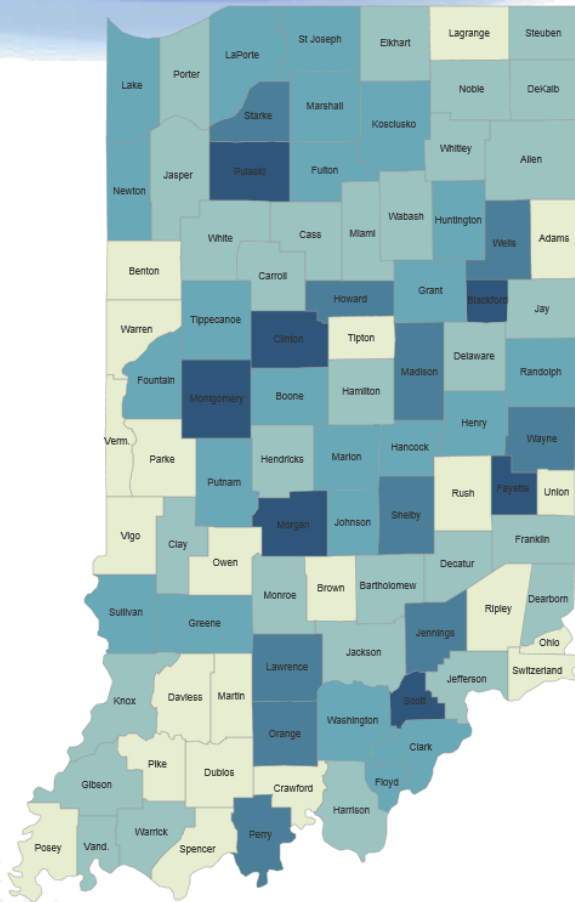 St Joseph
Elkhart
Lagrange
Steuben
LaPorte
Porter
Lake
Noble
DeKalb
Marshall
Starke
Kosciusko
Whitley
Allen
Pulaski
Fulton
Jasper
Newton
Wabash
Huntington
Miami
Cass
White
Wells
Adams
Benton
Carroll
Grant
Howard
Blackford
Jay
Tippecanoe
Warren
Clinton
Tipton
Delaware
Madison
Randolph
Fountain
Montgomery
Boone
Hamilton
Henry
Wayne
Verm.
Parke
Hendricks
Marion
Hancock
Putnam
Fayette
Union
Rush
Shelby
Johnson
Morgan
Vigo
Clay
Franklin
Owen
Decatur
Monroe
Brown
Bartholomew
Dearborn
Ripley
Sullivan
Greene
Jennings
Ohio
Jackson
Lawrence
Switzerland
Jefferson
Knox
Daviess
Martin
Scott
Washington
Orange
Clark
Pike
Dubios
Gibson
Floyd
Crawford
Harrison
Warrick
Perry
Posey
Vand.
Spencer